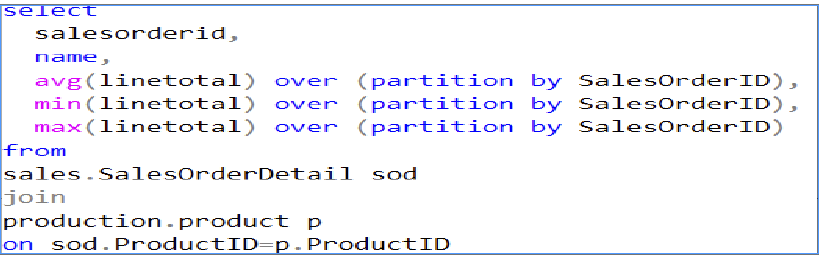 select
salesorderid,
name,
avg(linetotal) over (partition by SalesOrderID),
min(linetotal) over (partition by SalesOrderID),
max(linetotal) over (partition by SalesOrderID)
from
sales.SalesOrderDetail sod
join
production.product p
on sod.ProductID=p.ProductID